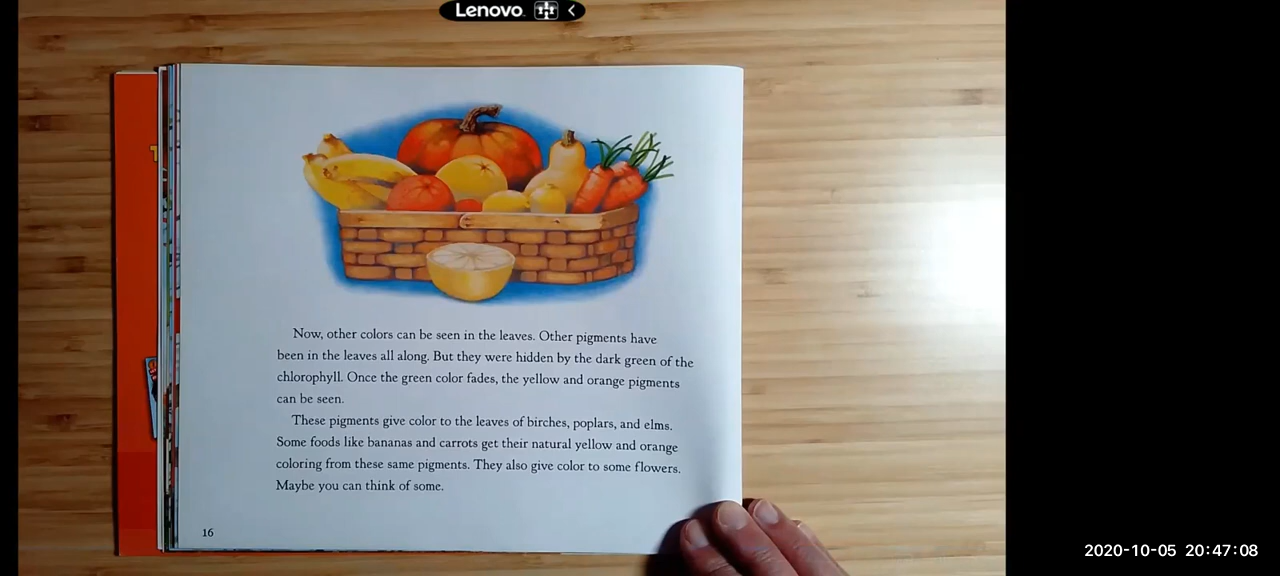 Lenovo
Now, other colors can be seen in the leaves. Other pigments have
been in the leaves all along. But they were hidden by the dark green of the
chlorophyll. Once the green color fades, the yellow and orange pigments
can be seen.
These pigments give color to the leaves of birches, poplars, and elms.
Some foods like bananas and carrots get their natural yellow and orange
coloring from these same pigments. They also give color to some flowers.
Maybe you can think of some.
16
2020-10-05 20:47:08